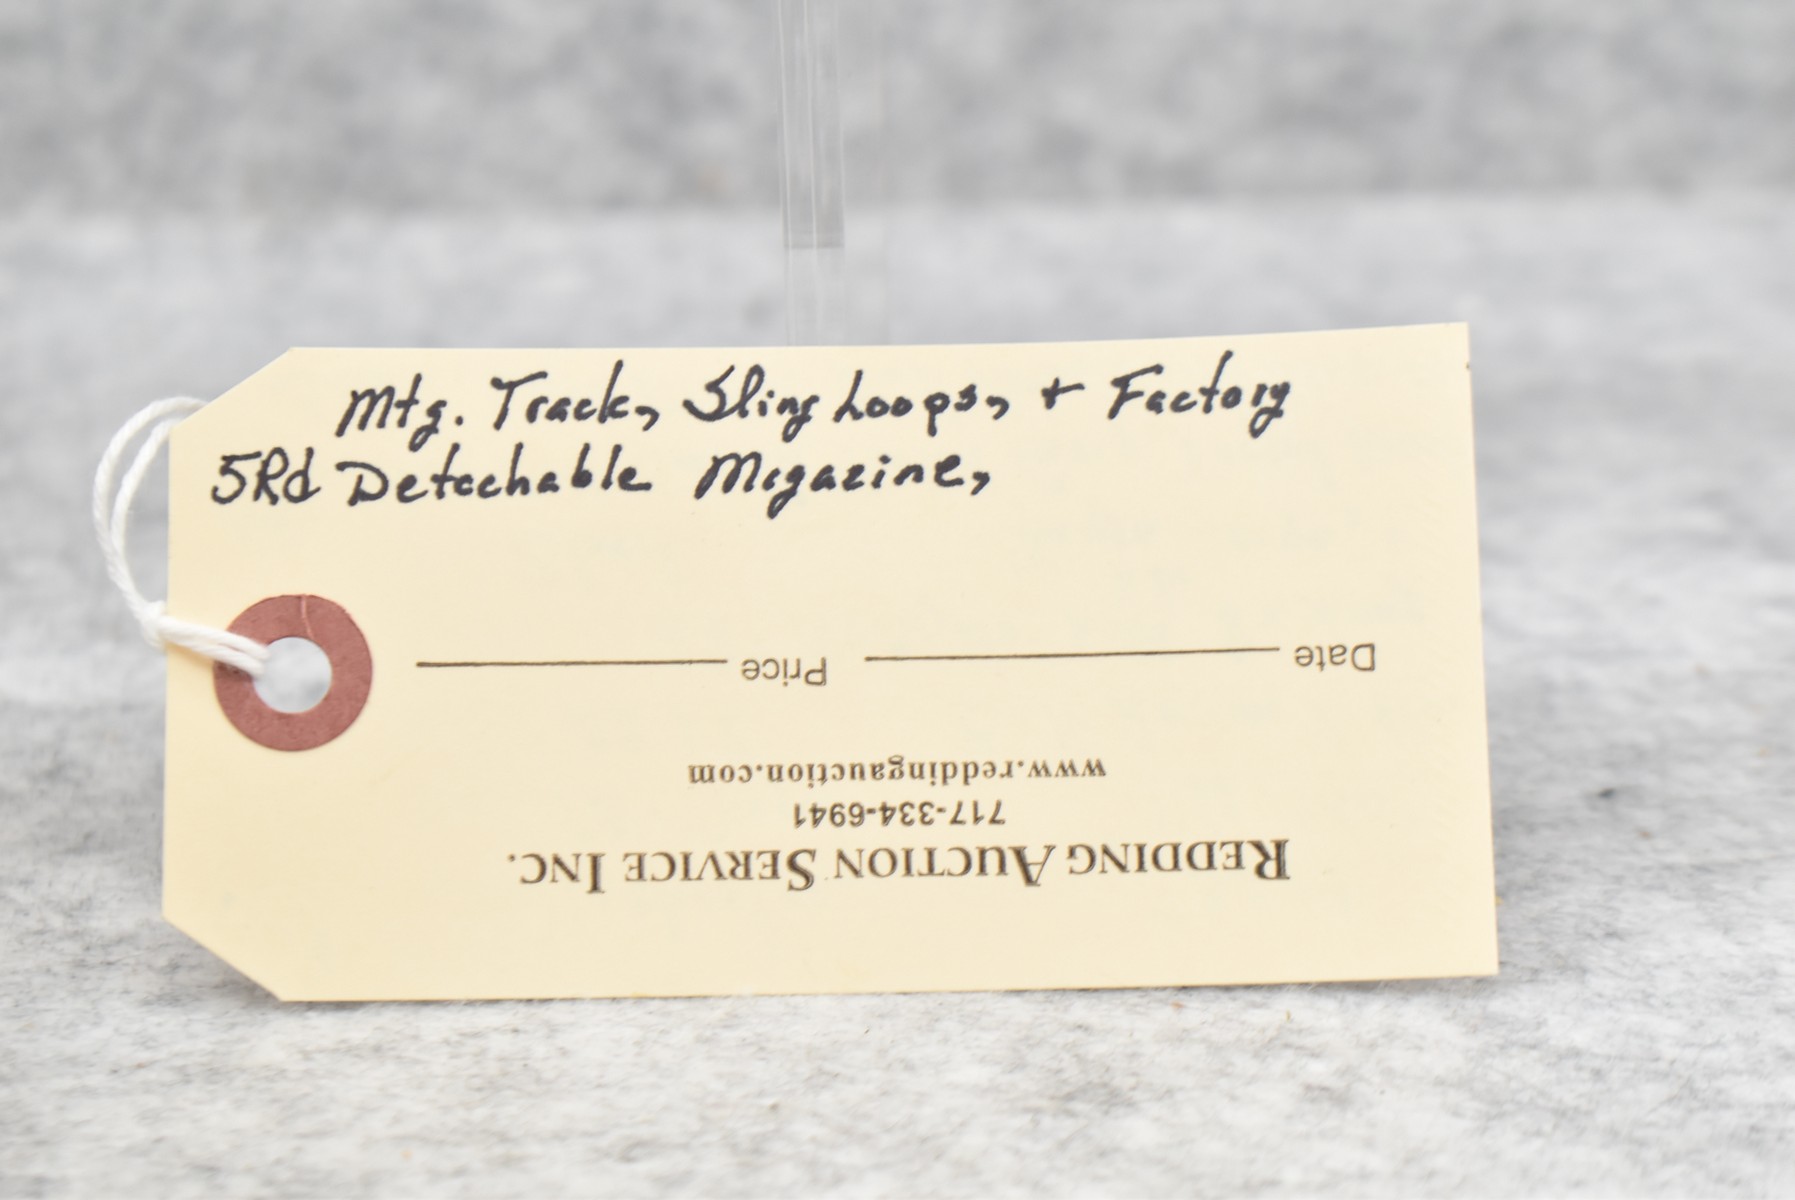 Mtg. Track, Sling Loops, + Factory
5Rd Detachable Magazine,
Date Price
www.reddingauction.com
717-334-6941
REDDING AUCTION SERVICE INC.